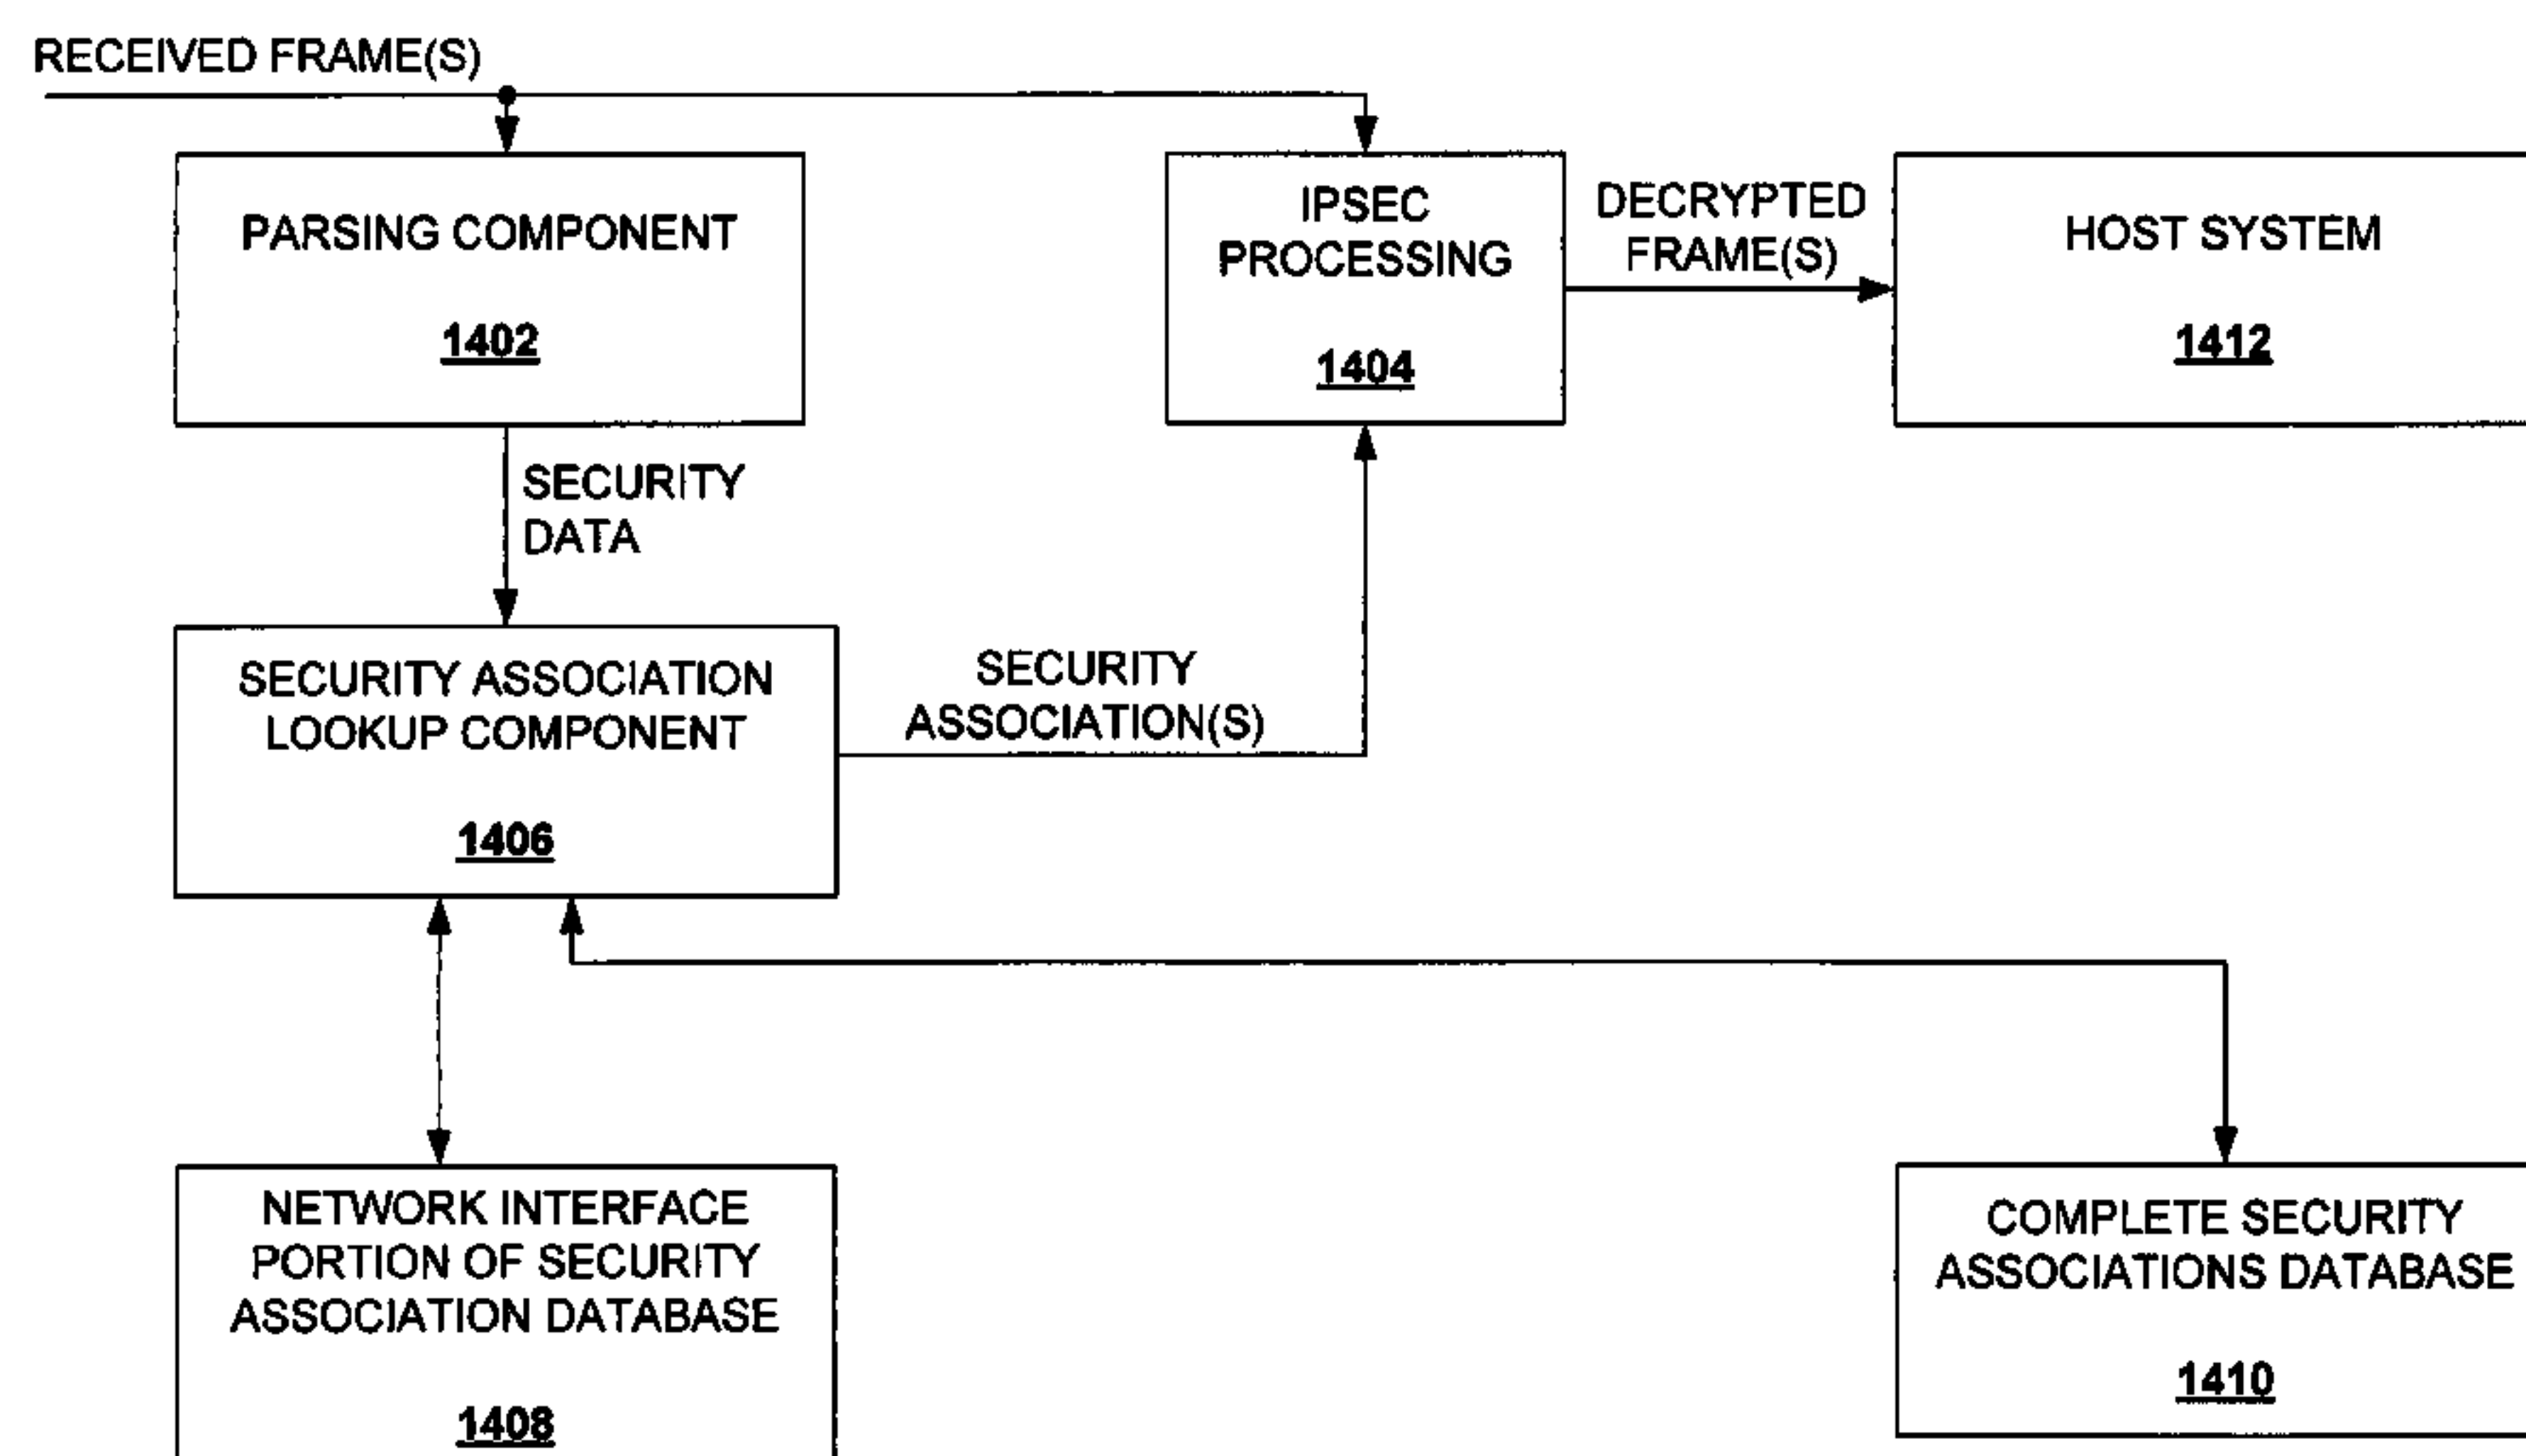 RECEIVED FRAME(S)
PARSING COMPONENT
1402
IPSEC
PROCESSING
1404
DECRYPTED
FRAME(S)
HOST SYSTEM
1412
SECURITY
DATA
SECURITY ASSOCIATION
LOOKUP COMPONENT
1406
SECURITY
ASSOCIATION(S)
NETWORK INTERFACE
PORTION OF SECURITY
ASSOCIATION DATABASE
1408
COMPLETE SECURITY
ASSOCIATIONS DATABASE
1410